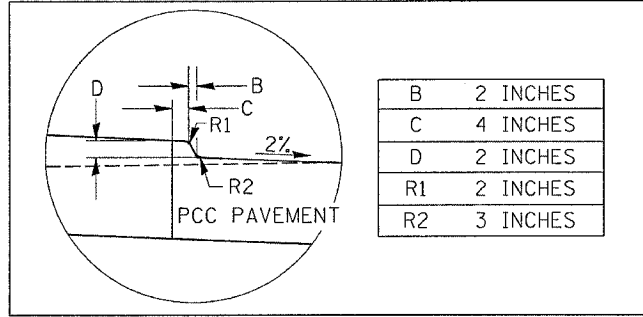 D
B
C
R1
2%
R2
PCC PAVEMENT
B 2 INCHES
C 4 INCHES
D 2 INCHES
R1 2 INCHES
R2 3 INCHES